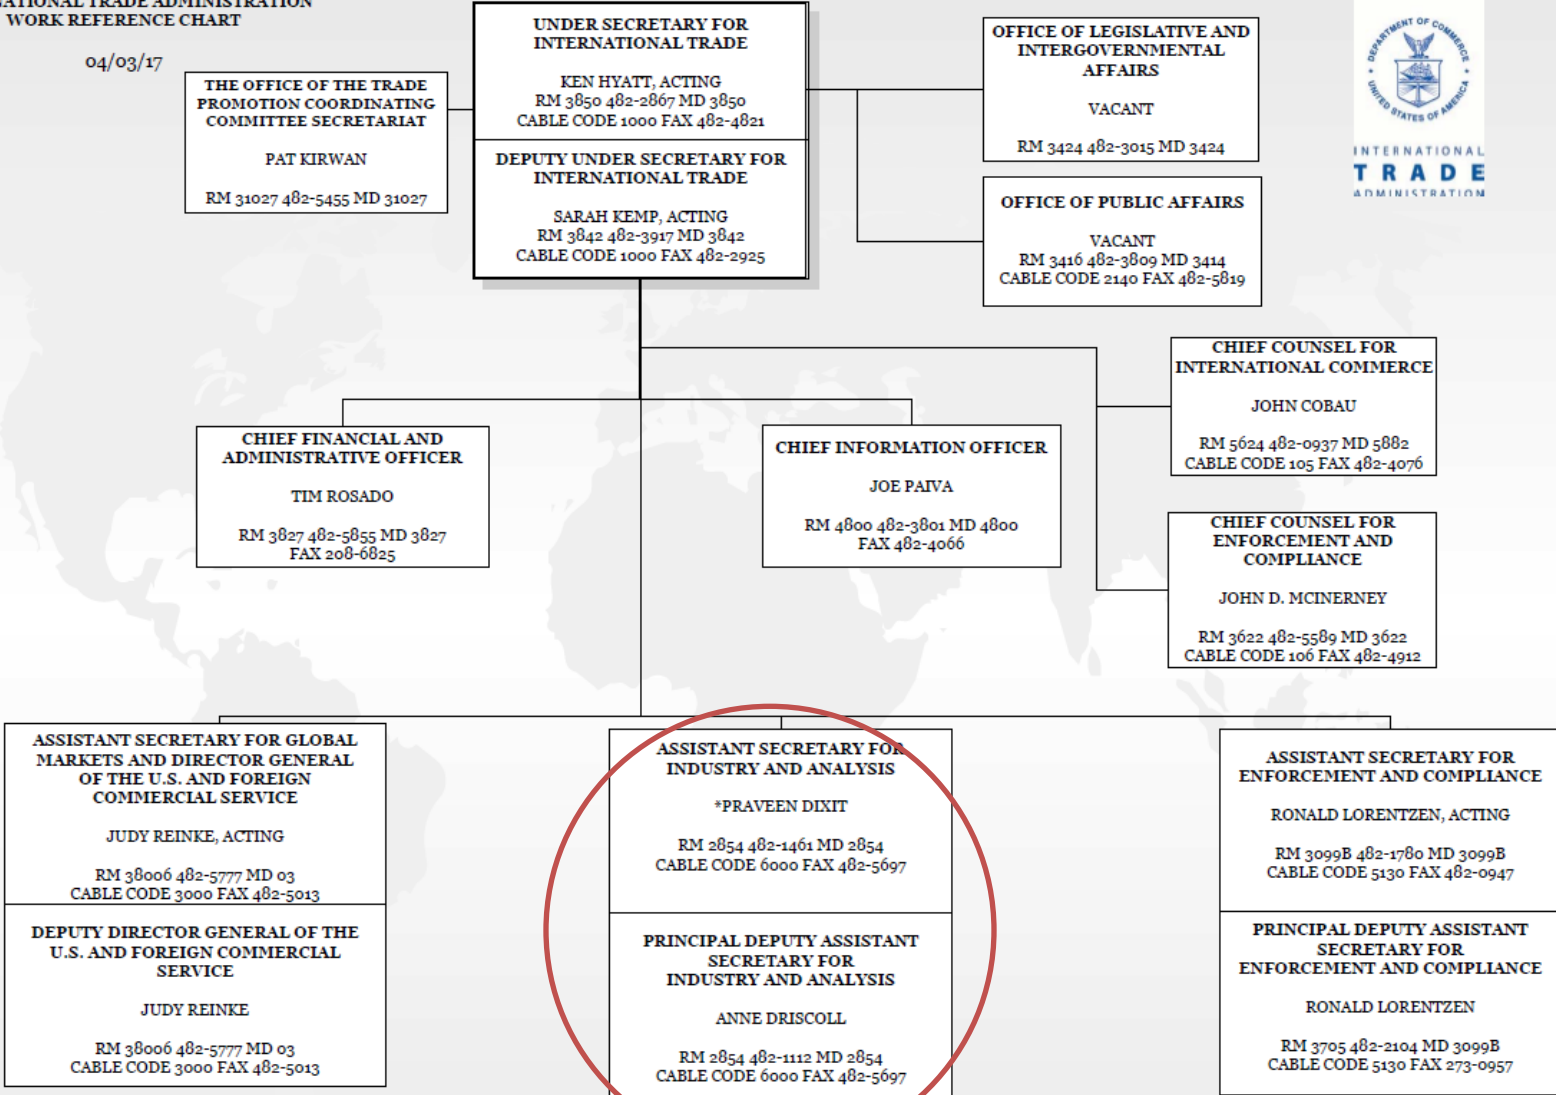 NATIONAL TRADE ADMINISTRATION
WORK REFERENCE CHART
04/03/17
THE OFFICE OF THE TRADE
PROMOTION COORDINATING
COMMITTEE SECRETARIAT
PAT KIRWAN
RM 31027 482-5455 MD 31027
UNDER SECRETARY FOR
INTERNATIONAL TRADE
KEN HYATT, ACTING
RM 3850 482-2867 MD 3850
CABLE CODE 1000 FAX 482-4821
DEPUTY UNDER SECRETARY FOR
INTERNATIONAL TRADE
SARAH KEMP, ACTING
RM 3842 482-3917 MD 3842
CABLE CODE 1000 FAX 482-2925
OFFICE OF LEGISLATIVE AND
INTERGOVERNMENTAL
AFFAIRS
VACANT
RM 3424 482-3015 MD 3424
OFFICE OF PUBLIC AFFAIRS
VACANT
RM 3416 482-3809 MD 3414
CABLE CODE 2140 FAX 482-5819
DEPARTMENT OF COMMERCE
UNITED STATES OF AMERICA
INTERNATIONAL
TRADE
ADMINISTRATION
CHIEF COUNSEL FOR
INTERNATIONAL COMMERCE
JOHN COBAU
RM 5624 482-0937 MD 5882
CABLE CODE 105 FAX 482-4076
CHIEF FINANCIAL AND
ADMINISTRATIVE OFFICER
TIM ROSADO
RM 3827 482-5855 MD 3827
FAX 208-6825
CHIEF INFORMATION OFFICER
JOE PAIVA
RM 4800 482-3801 MD 4800
FAX 482-4066
CHIEF COUNSEL FOR
ENFORCEMENT AND
COMPLIANCE
JOHN D. MCINERNEY
RM 3622 482-5589 MD 3622
CABLE CODE 106 FAX 482-4912
ASSISTANT SECRETARY FOR GLOBAL
MARKETS AND DIRECTOR GENERAL
OF THE U.S. AND FOREIGN
COMMERCIAL SERVICE
JUDY REINKE, ACTING
RM 38006 482-5777 MD 03
CABLE CODE 3000 FAX 482-5013
DEPUTY DIRECTOR GENERAL OF THE
U.S. AND FOREIGN COMMERCIAL
SERVICE
JUDY REINKE
RM 38006 482-5777 MD 03
CABLE CODE 3000 FAX 482-5013
ASSISTANT SECRETARY FOR
INDUSTRY AND ANALYSIS
*PRAVEEN DIXIT
RM 2854 482-1461 MD 2854
CABLE CODE 6000 FAX 482-5697
PRINCIPAL DEPUTY ASSISTANT
SECRETARY FOR
INDUSTRY AND ANALYSIS
ANNE DRISCOLL
RM 2854 482-1112 MD 2854
CABLE CODE 6000 FAX 482-5697
ASSISTANT SECRETARY FOR
ENFORCEMENT AND COMPLIANCE
RONALD LORENTZEN, ACTING
RM 3099B 482-1780 MD 3099B
CABLE CODE 5130 FAX 482-0947
PRINCIPAL DEPUTY ASSISTANT
SECRETARY FOR
ENFORCEMENT AND COMPLIANCE
RONALD LORENTZEN
RM 3705 482-2104 MD 3099B
CABLE CODE 5130 FAX 273-0957